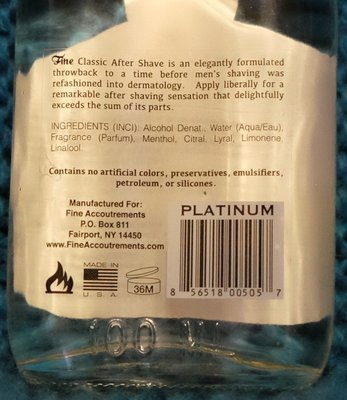 Fine Classic After Shave is an elegantly formulated
throwback to a time before men's shaving was
refashioned into dermatology. Apply liberally for a
remarkable after shaving sensation that delightfully
exceeds the sum of its parts.
INGREDIENTS (INCI): Alcohol Denat., Water (Aqua/Eau),
Fragrance (Parfum), Menthol, Citral, Lyral, Limonene,
Linalool.
Contains no artificial colors, preservatives, emulsifiers,
petroleum, or silicones.
Manufactured For:
Fine Accoutrements
P.O. Box 811
Fairport, NY 14450
www.FineAccoutrements.com
MADE IN
U.S.A.
36M
PLATINUM
8 56518 00505 7
001